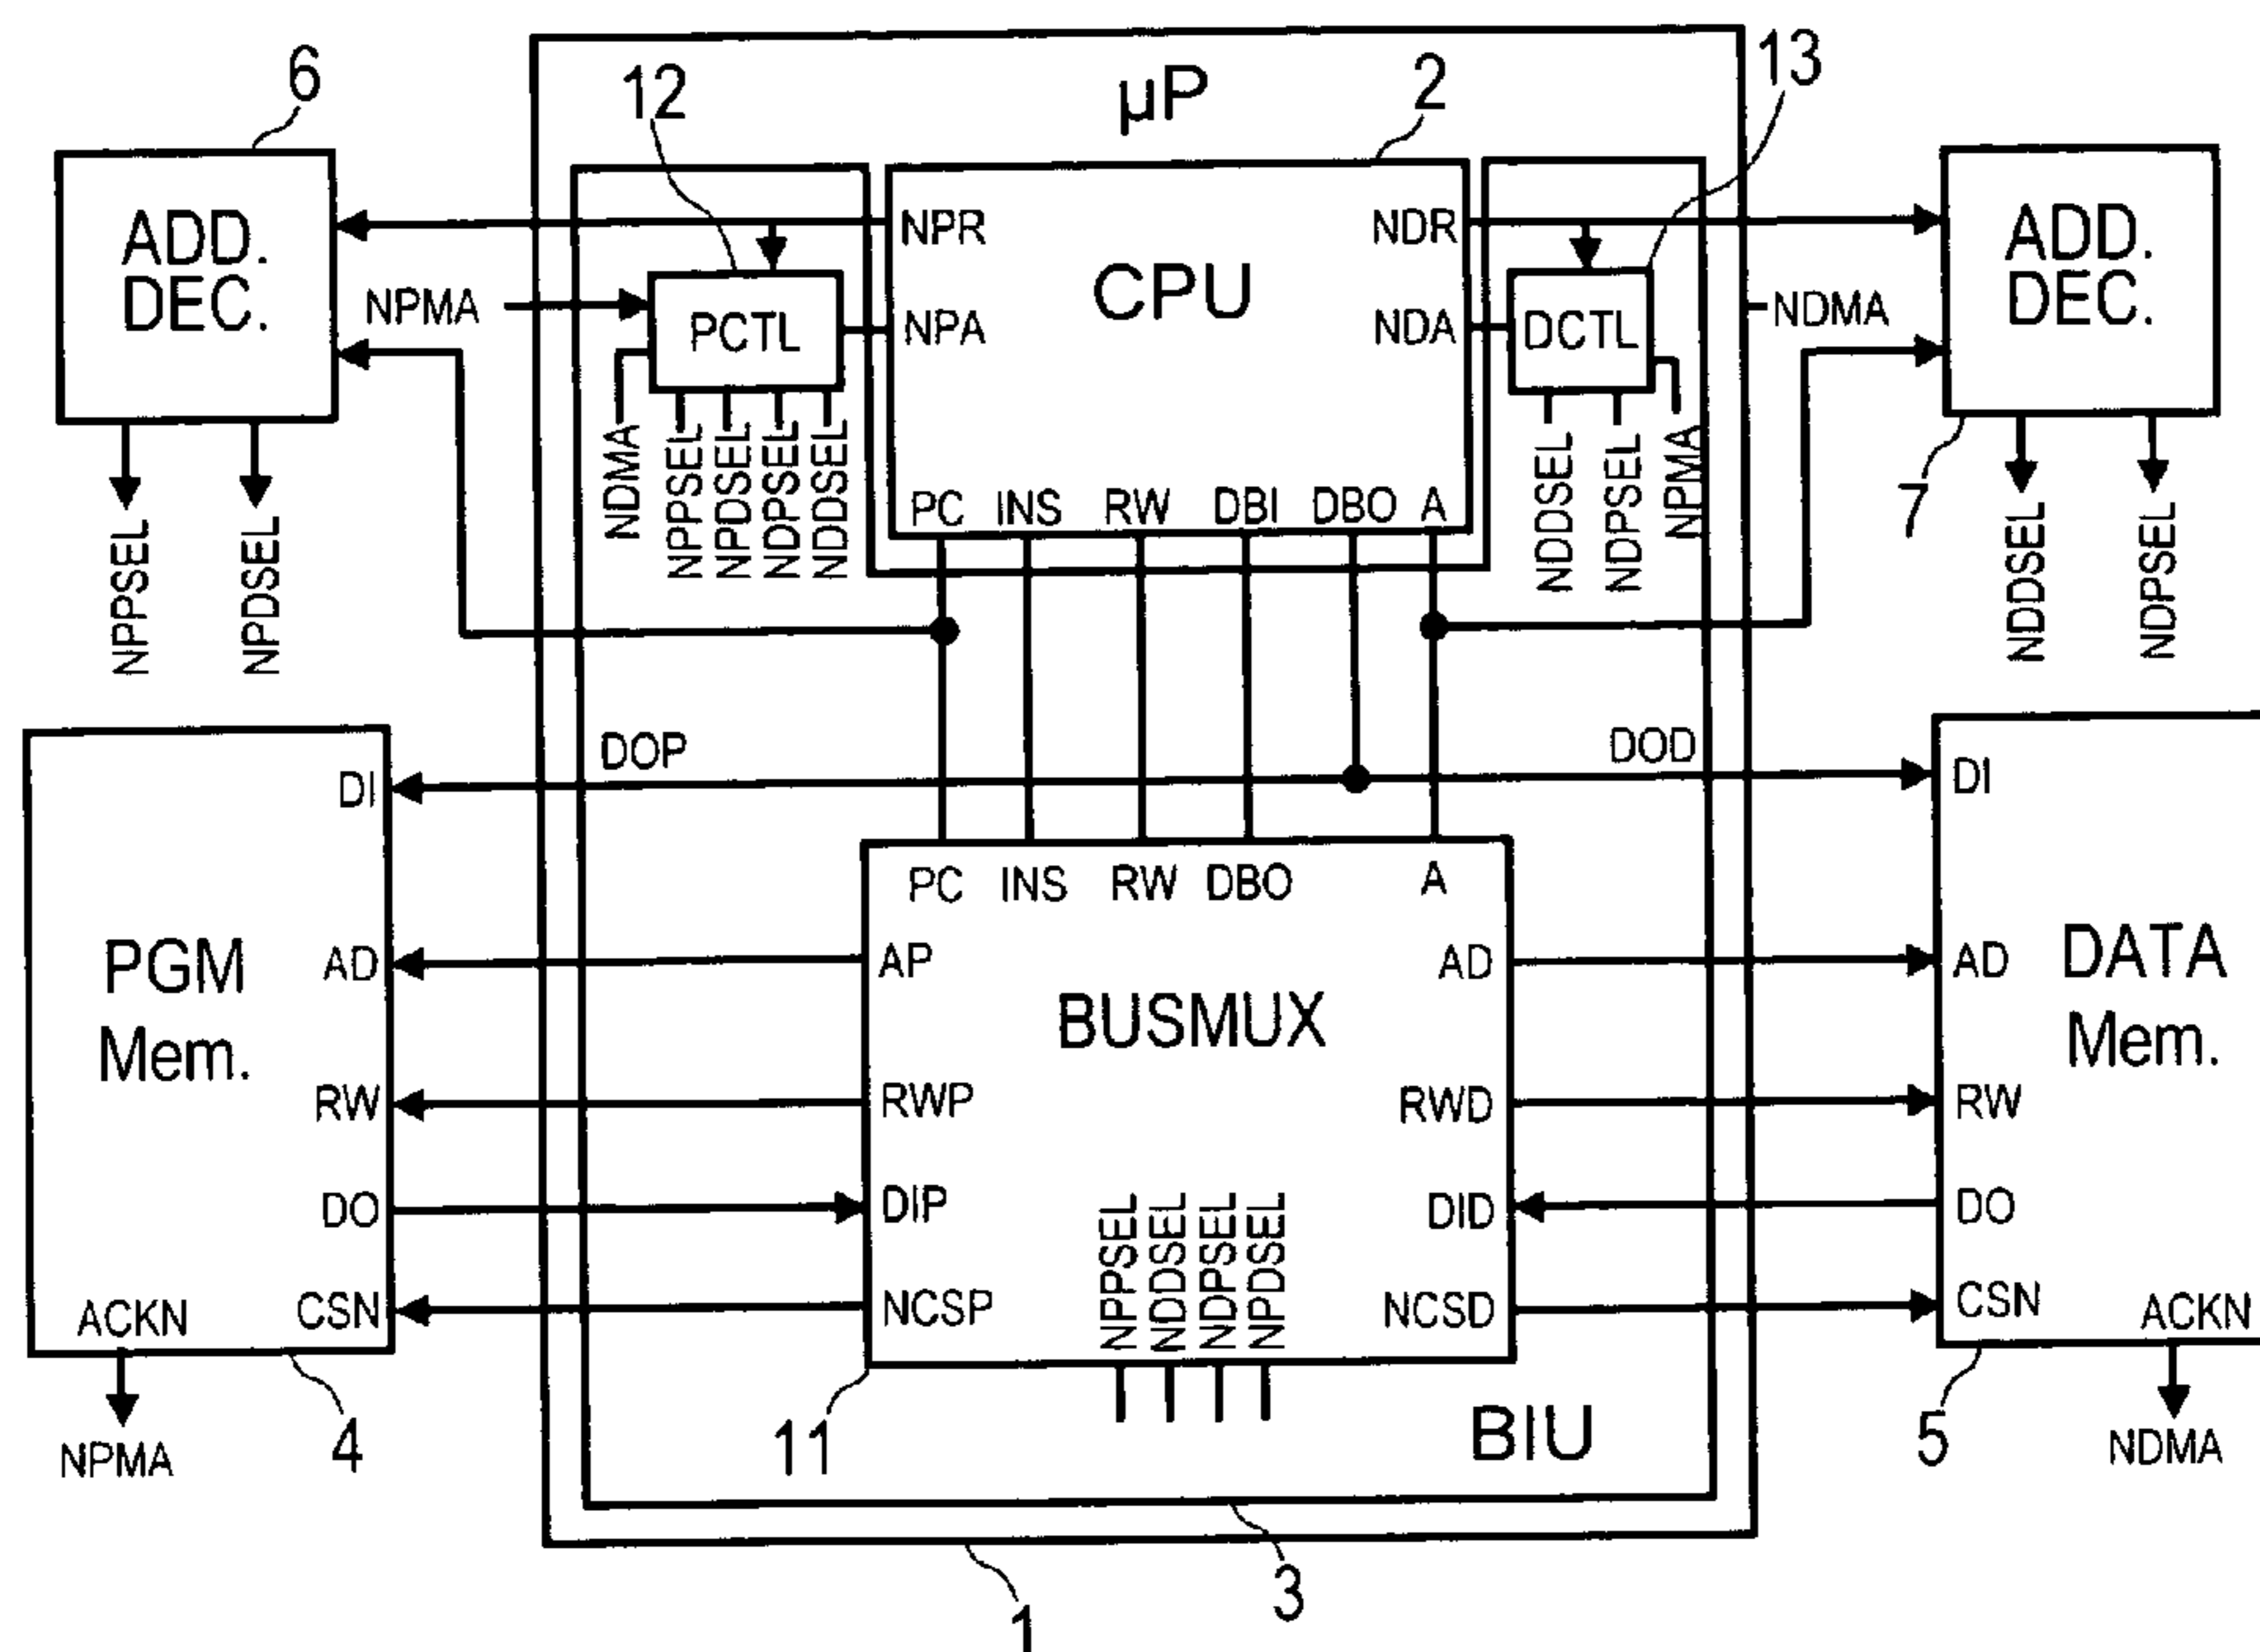 6
12
µP
2
13
ADD.
DEC.
NPR
NDR
CPU
ADD.
DEC.
NPMA
PCTL
NPA
NDA
DCTL
NDMA
NDMA
NPPSEL
NPDSEL
NDPSEL
NDDSEL
NDDSEL
NDPSEL
NPMA
7
PC INS RW DBI DBO A
NPPSEL
NPDSEL
NDDSEL
NDPSEL
DOP
DOD
DI
DI
PC INS RW DBO A
PGM
Mem.
AD
AP
BUSMUX
AD
AD
DATA
Mem.
RW
RWP
RWD
RW
DO
DIP
DID
DO
NPPSEL
NDDSEL
NDPSEL
NPDSEL
ACKN
CSN
NCSP
NCSD
CSN
ACKN
NPMA
4
11
BIU
5
NDMA
3
1